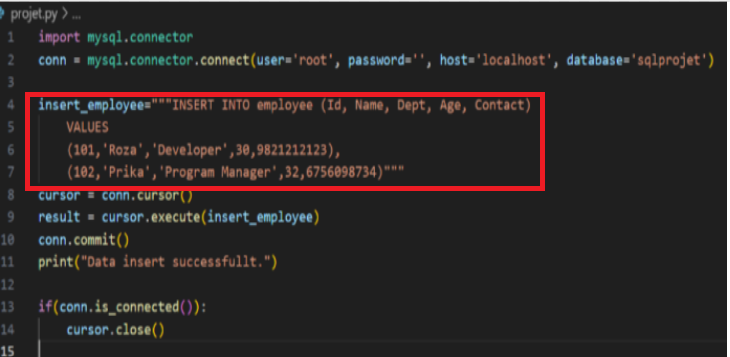 projet.py > ...
1 import mysql.connector
2 conn = mysql.connector.connect(user='root', password='', host='localhost', database='sqlprojet')
3
4 insert_employee="""INSERT INTO employee (Id, Name, Dept, Age, Contact)
5 VALUES
6 (101,'Roza','Developer',30,9821212123),
7 (102,'Prika','Program Manager',32,6756098734)"""
8 cursor = conn.cursor()
9 result = cursor.execute(insert_employee)
10 conn.commit()
11 print("Data insert successfullt.")
12
13 if(conn.is_connected()):
14 cursor.close()
15